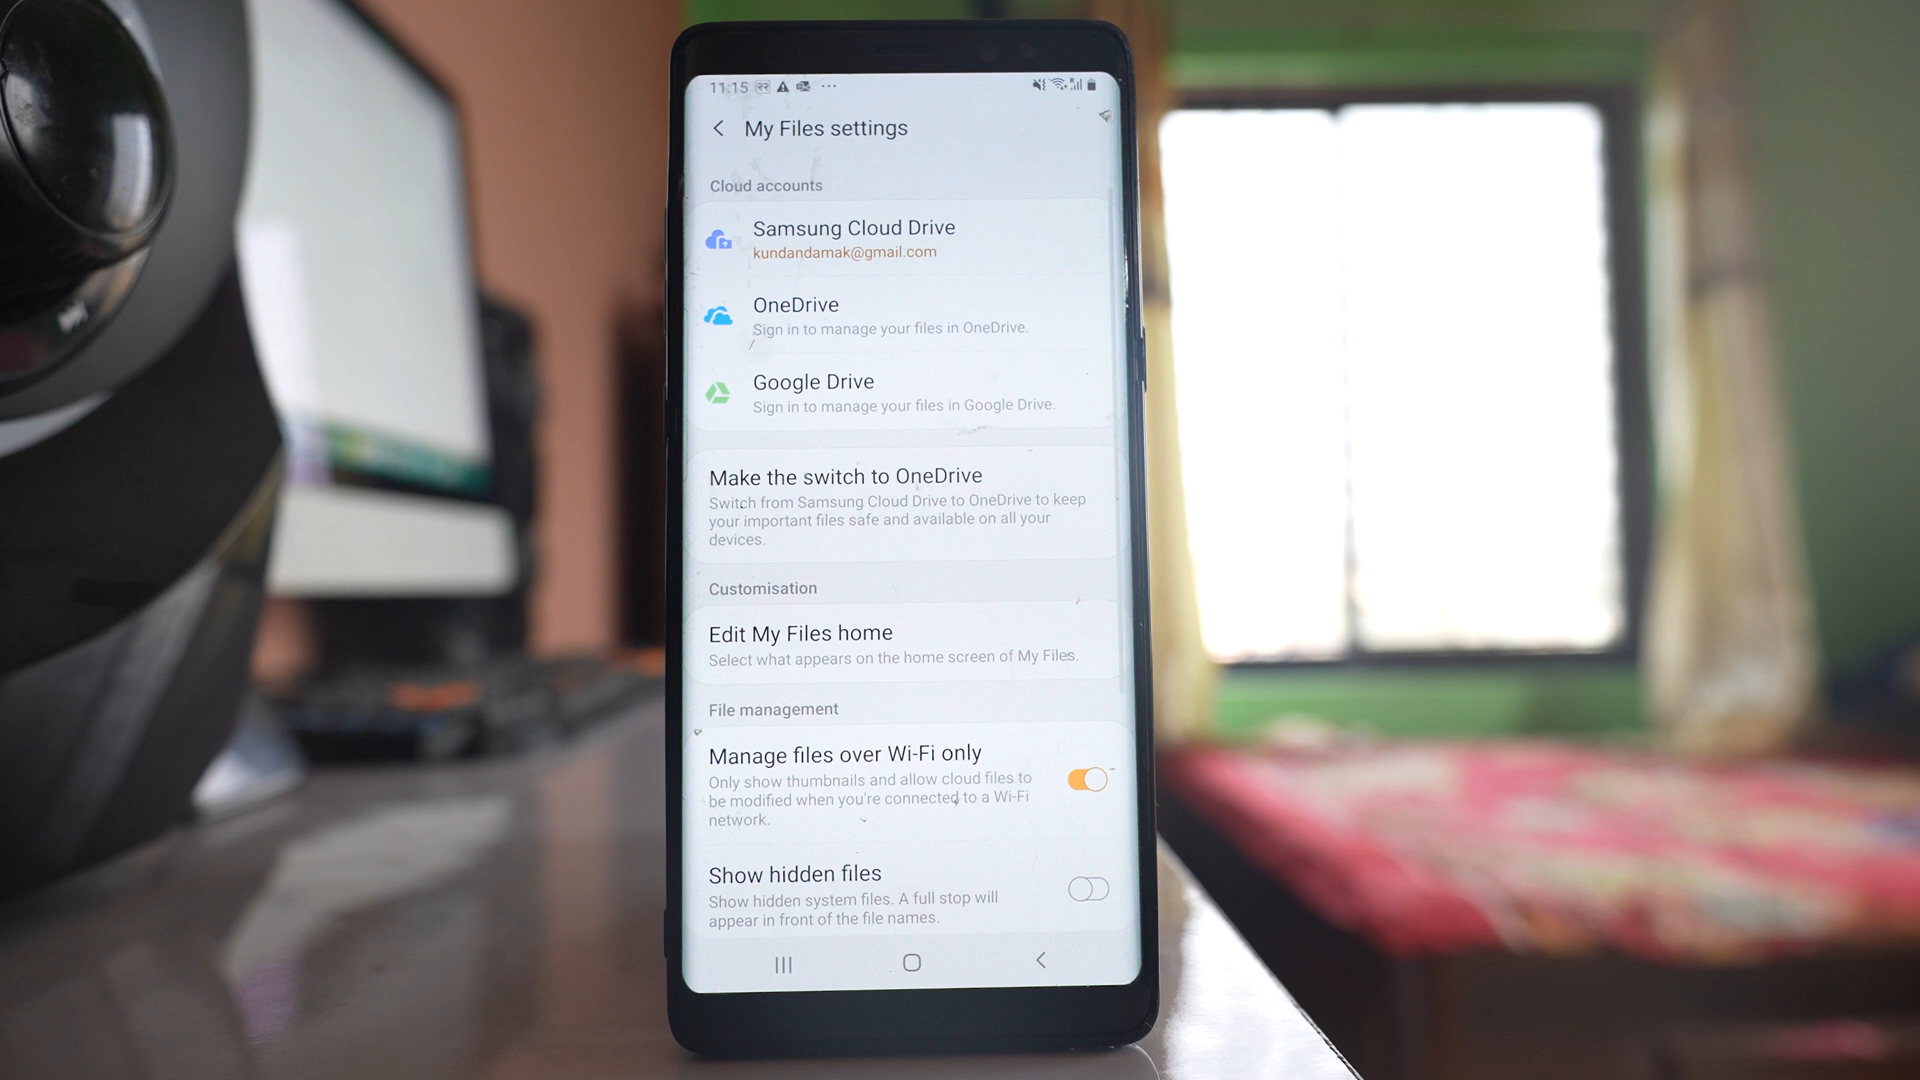 11:15
My Files settings
Cloud accounts
Samsung Cloud Drive
kundandamak@gmail.com
OneDrive
Sign in to manage your files in OneDrive.
Google Drive
Sign in to manage your files in Google Drive.
Make the switch to OneDrive
Switch from Samsung Cloud Drive to OneDrive to keep
your important files safe and available on all your
devices.
Customisation
Edit My Files home
Select what appears on the home screen of My Files.
File management
Manage files over Wi-Fi only
Only show thumbnails and allow cloud files to
be modified when you're connected to a Wi-Fi
network.
Show hidden files
Show hidden system files. A full stop will
appear in front of the file names.